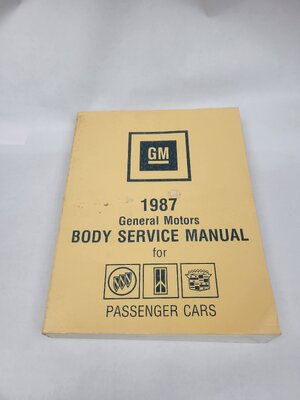 GM
1987
General Motors
BODY SERVICE MANUAL
for
PASSENGER CARS